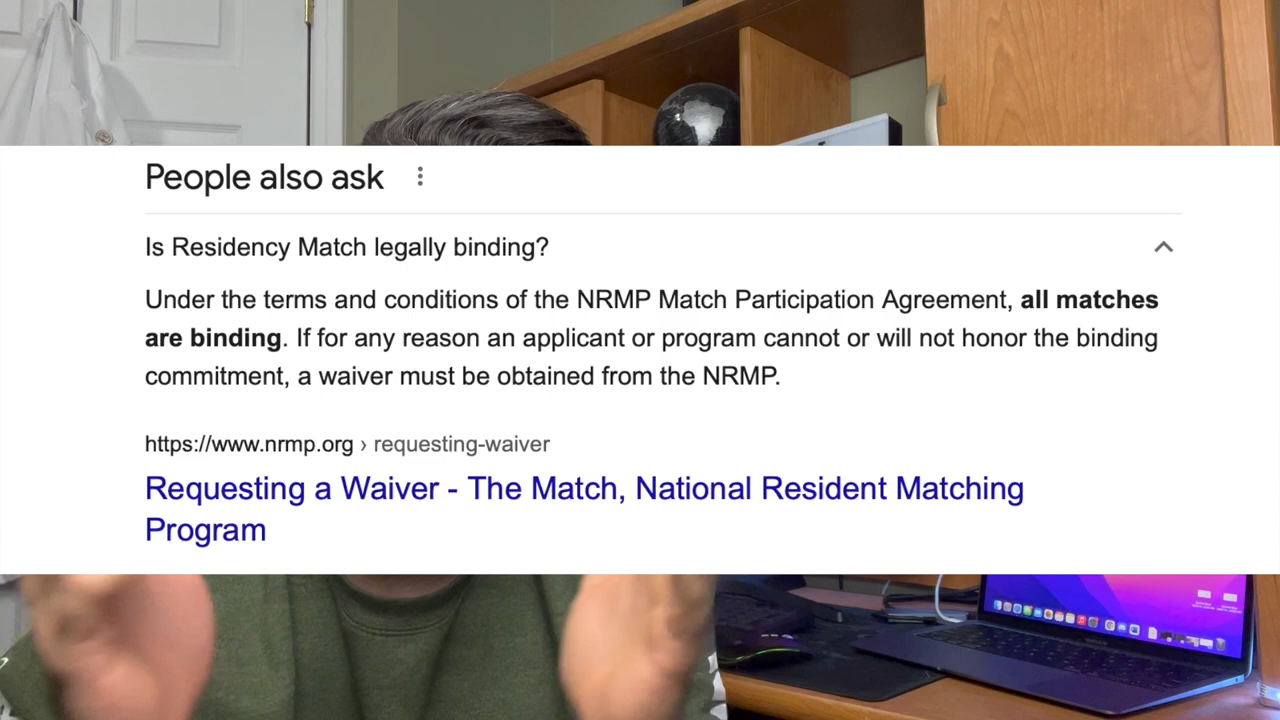 People also ask
Is Residency Match legally binding?
Under the terms and conditions of the NRMP Match Participation Agreement, all matches
are binding. If for any reason an applicant or program cannot or will not honor the binding
commitment, a waiver must be obtained from the NRMP.
https://www.nrmp.org › requesting-waiver
Requesting a Waiver - The Match, National Resident Matching
Program